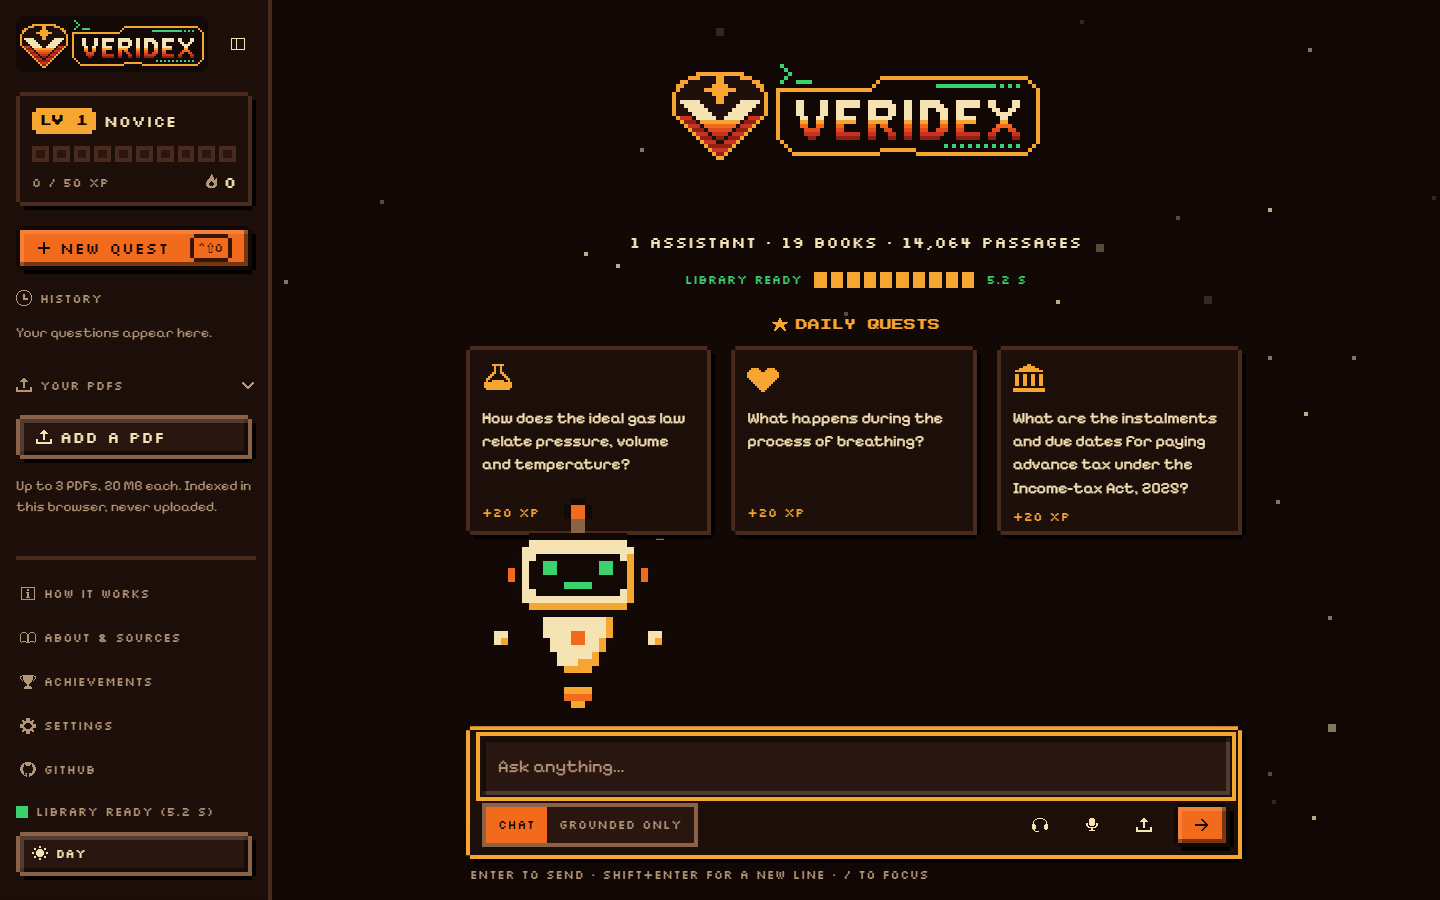 VERIDEX
LV 1 NOVICE
0 / 50 XP 0
+ NEW QUEST ^⇧O
HISTORY
Your questions appear here.
YOUR PDFS
ADD A PDF
Up to 3 PDFs, 20 MB each. Indexed in
this browser, never uploaded.
HOW IT WORKS
ABOUT & SOURCES
ACHIEVEMENTS
SETTINGS
GITHUB
LIBRARY READY (5.2 S)
DAY
>_ VERIDEX
1 ASSISTANT · 19 BOOKS · 14,064 PASSAGES
LIBRARY READY 5.2 S
DAILY QUESTS
How does the ideal gas law
relate pressure, volume
and temperature?
+20 XP
What happens during the
process of breathing?
+20 XP
What are the instalments
and due dates for paying
advance tax under the
Income-tax Act, 2025?
+20 XP
Ask anything...
CHAT GROUNDED ONLY
ENTER TO SEND · SHIFT+ENTER FOR A NEW LINE · / TO FOCUS